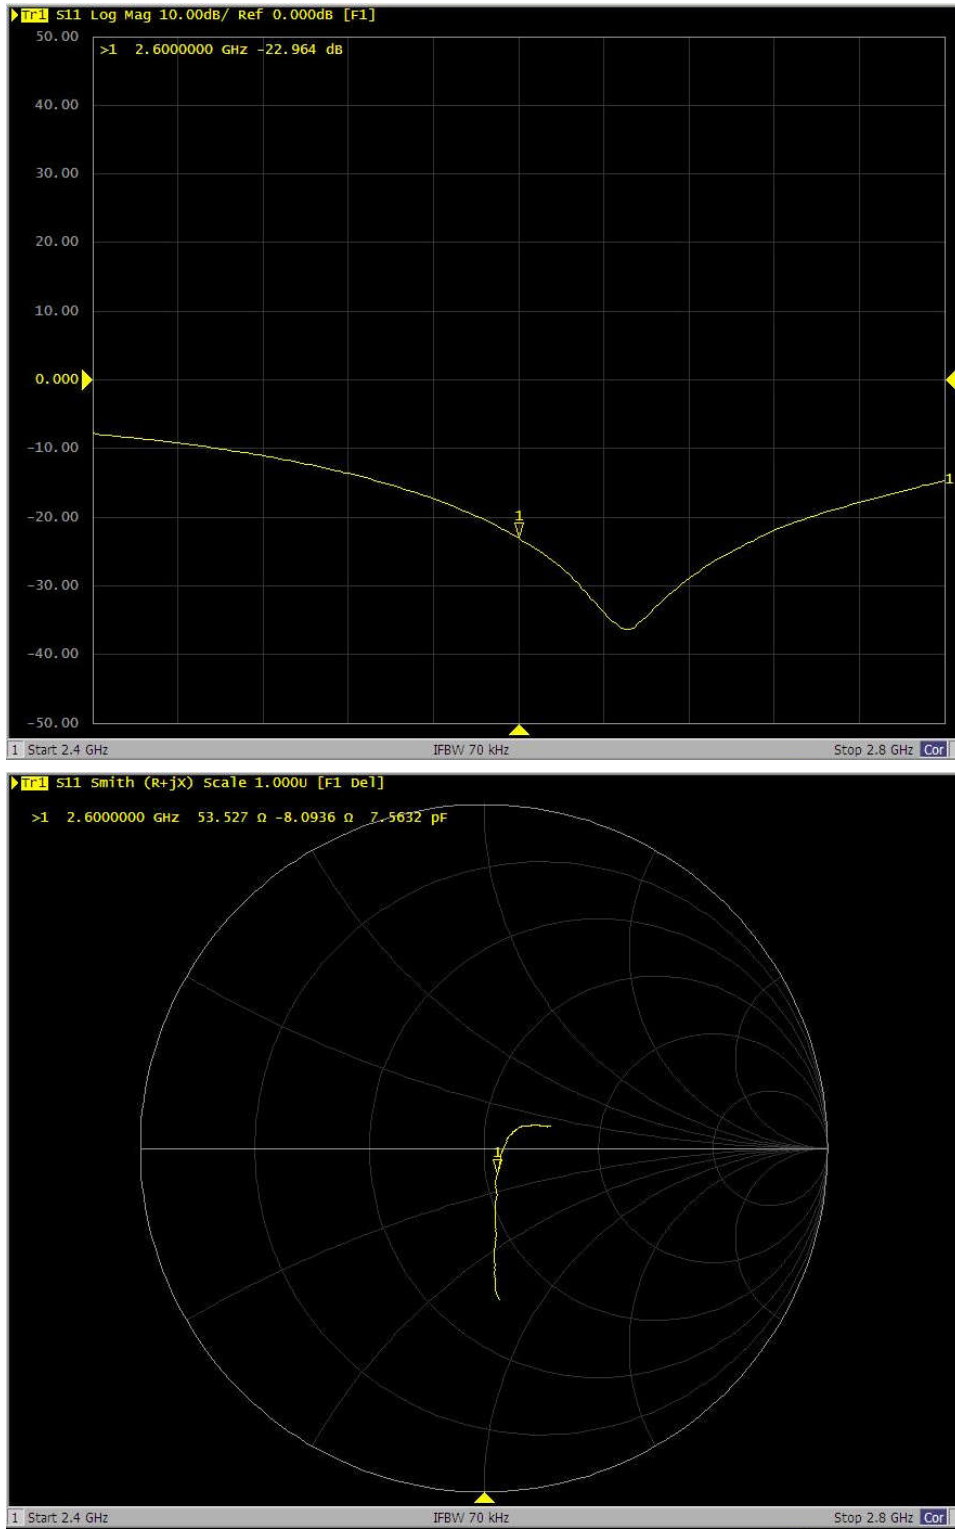 Tr1 S11 Log Mag 10.00dB/ Ref 0.000dB [F1]
50.00
>1 2.6000000 GHz -22.964 dB
40.00
30.00
20.00
10.00
0.000
-10.00
1
-20.00
1
-30.00
-40.00
-50.00
1 Start 2.4 GHz IFBW 70 kHz Stop 2.8 GHz Cor
Tr1 S11 Smith (R+jX) Scale 1.000U [F1 Del]
>1 2.6000000 GHz 53.527 Ω -8.0936 Ω 7.5632 pF
1
1 Start 2.4 GHz IFBW 70 kHz Stop 2.8 GHz Cor